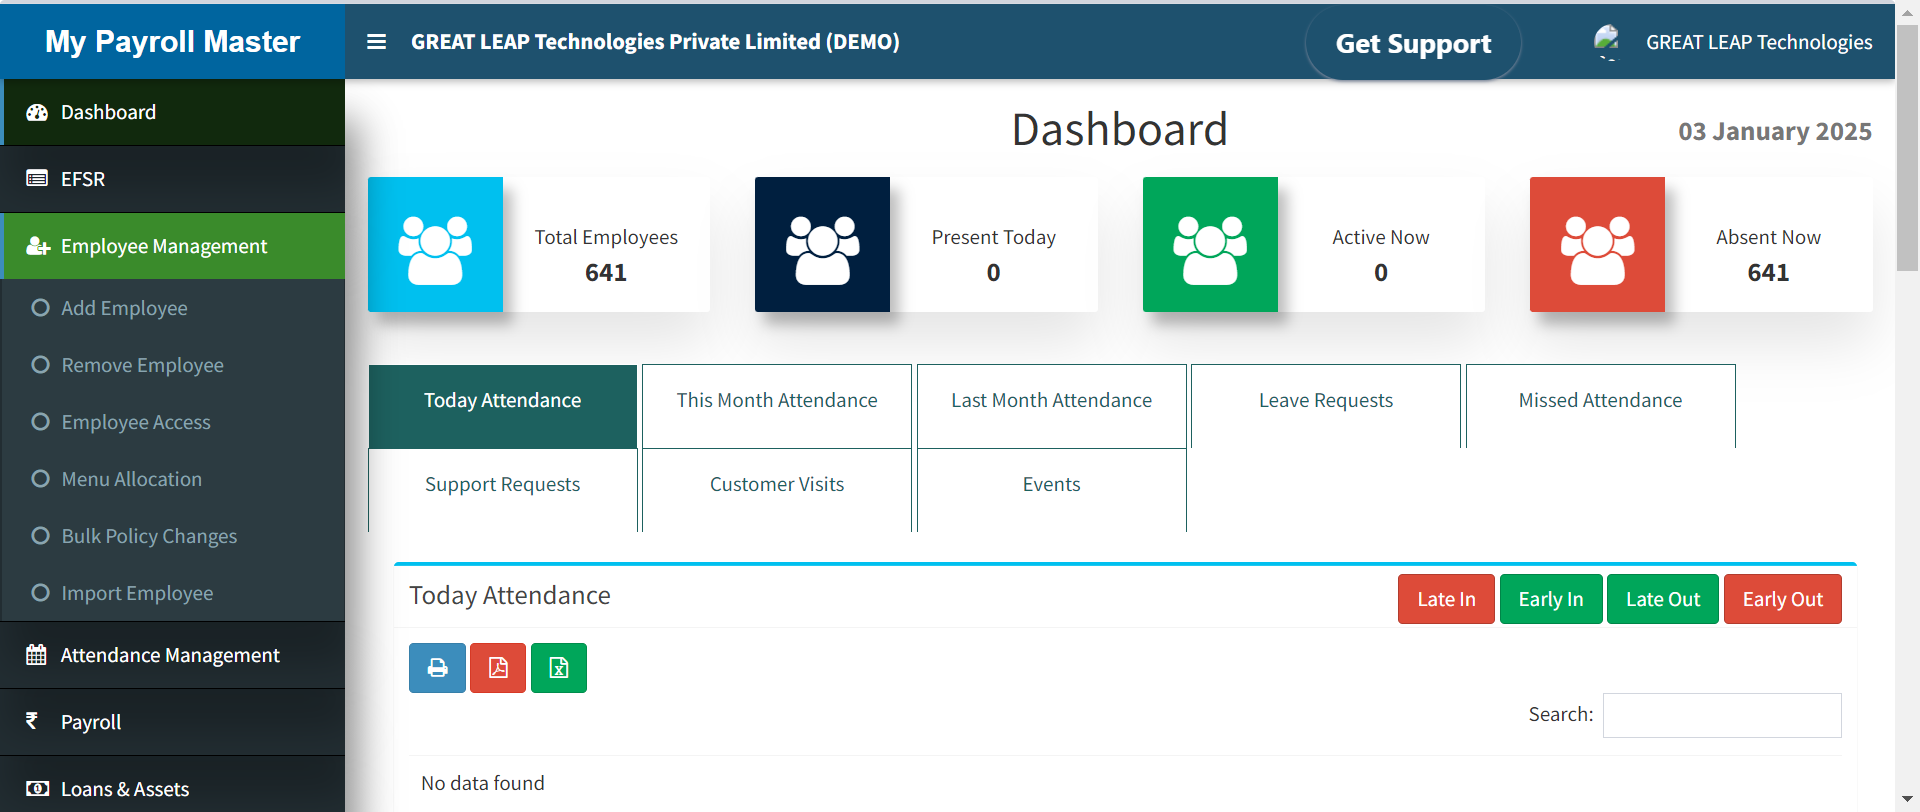 My Payroll Master
GREAT LEAP Technologies Private Limited (DEMO)
Get Support
GREAT LEAP Technologies
Dashboard
EFSR
Employee Management
Add Employee
Remove Employee
Employee Access
Menu Allocation
Bulk Policy Changes
Import Employee
Attendance Management
₹ Payroll
Loans & Assets
Dashboard
03 January 2025
Total Employees
641
Present Today
0
Active Now
0
Absent Now
641
Today Attendance
This Month Attendance
Last Month Attendance
Leave Requests
Missed Attendance
Support Requests
Customer Visits
Events
Today Attendance
Late In
Early In
Late Out
Early Out
Search:
No data found